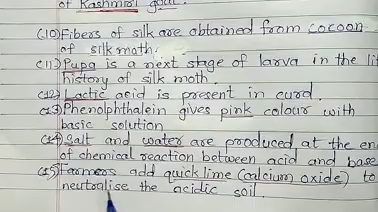 of Kashmiri goat.
(10) Fibers of silk are obtained from cocoon
of silk moth.
(11) Pupa is a next stage of larva in the li
history of silk moth.
(12) Lactic acid is present in curd.
(13) Phenolphthalein gives pink colour with
basic solution
(14) Salt and water are produced at the en
of chemical reaction between acid and base
(15) Farmers add quick lime (calcium oxide) to
neutralise the acidic soil.